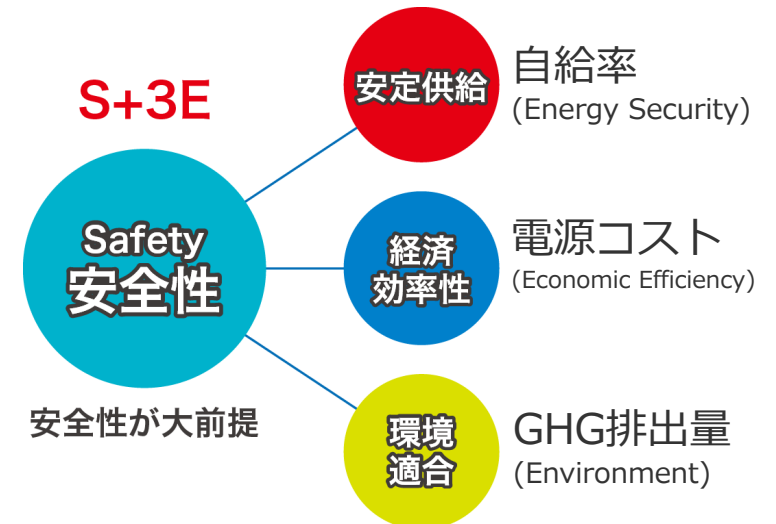 S+3E
Safety
安全性
安全性が大前提
安定供給
自給率
(Energy Security)
経済
効率性
電源コスト
(Economic Efficiency)
環境
適合
GHG排出量
(Environment)